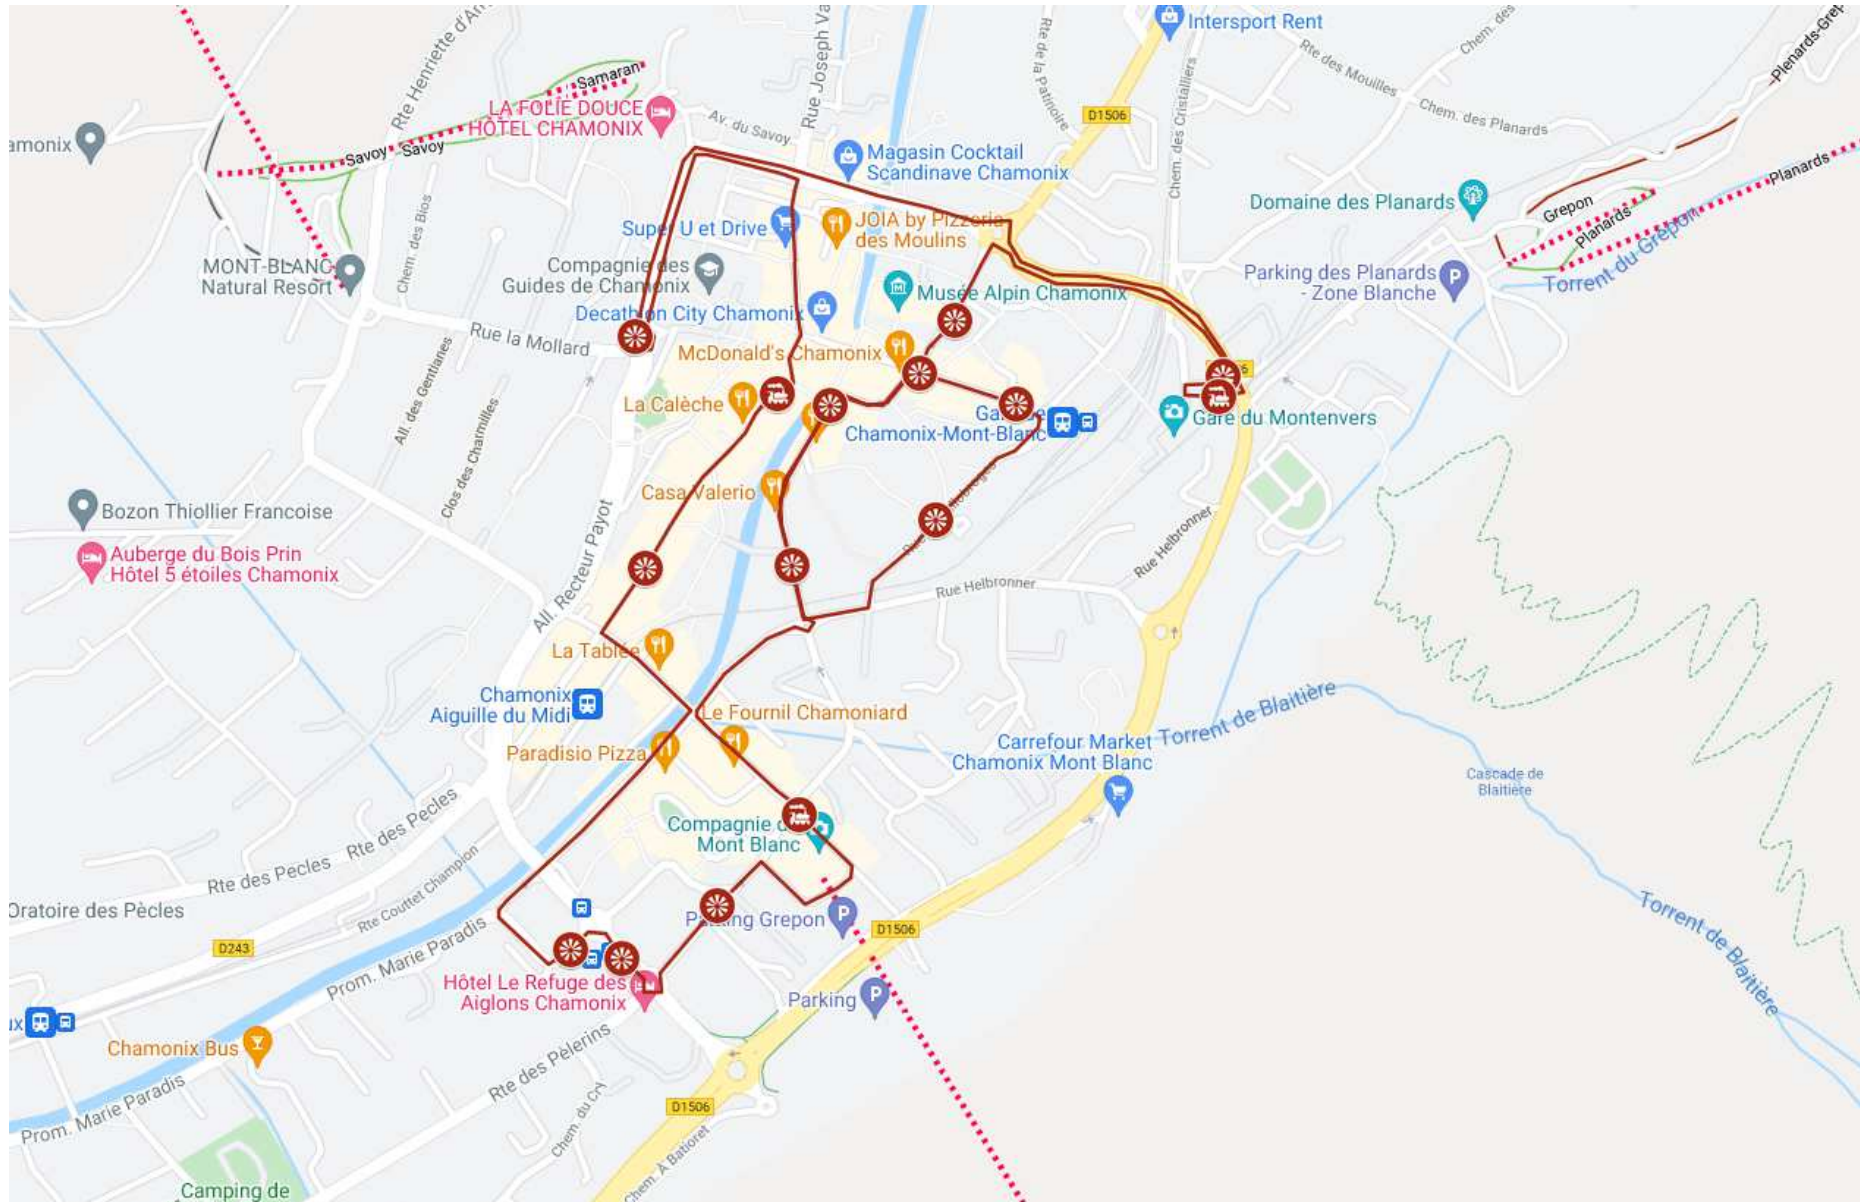 Intersport Rent
Rte Henriette d'An
Rue Joseph Va
Rte de la Patinoire
Chem. des
Rte des Mouilles
Plenards-Grep
Samaran
LA FOLIE DOUCE
HÔTEL CHAMONIX
Av. du Savoy
D1506
Chem. des Cristalliers
Chem. des Planards
amonix
Savoy
Savoy
Magasin Cocktail
Scandinave Chamonix
Planards
Domaine des Planards
Grepon
Planards
Chem. des Bios
Super U et Drive
JOIA by Pizzeria
des Moulins
Torrent du Grepon
MONT-BLANC
Natural Resort
Compagnie des
Guides de Chamonix
Parking des Planards
- Zone Blanche
Musée Alpin Chamonix
Decathlon City Chamonix
Rue la Mollard
McDonald's Chamonix
6
All. des Gentianes
La Calèche
Gare du Montenvers
Chamonix-Mont-Blanc
Clos des Charmilles
Casa Valerio
Bozon Thiollier Francoise
Rue Helbronner
Auberge du Bois Prin
Hôtel 5 étoiles Chamonix
All. Recteur Payot
Rue Helbronner
La Tablée
Chamonix
Aiguille du Midi
Le Fournil Chamoniard
Torrent de Blaitière
Paradisio Pizza
Carrefour Market
Chamonix Mont Blanc
Cascade de
Blaitière
Compagnie d
Mont Blanc
Rte des Pecles
Rte des Pecles
Rte Couttet Champion
Oratoire des Pècles
Parking Grepon
D1506
Torrent de Blaitière
D243
Prom. Marie Paradis
Hôtel Le Refuge des
Aiglons Chamonix
Parking
ux
Chamonix Bus
Rte des Pèlerins
Prom. Marie Paradis
Chem. du Cry
D1506
Chem. À Batioret
Camping de